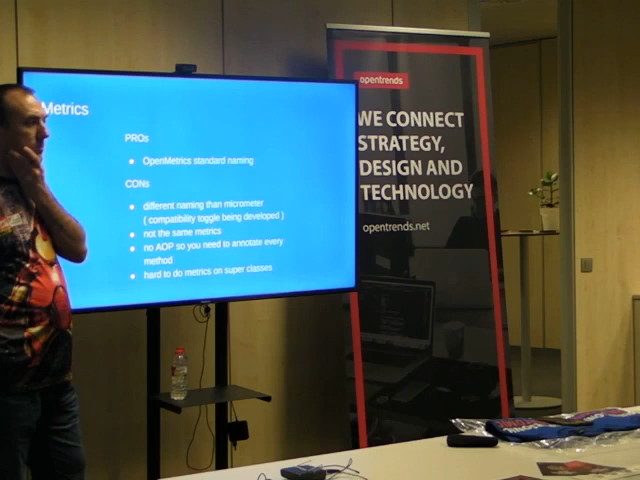 Metrics
PROs
OpenMetrics standard naming
CONs
different naming than micrometer
( compatibility toggle being developed )
not the same metrics
no AOP so you need to annotate every
method
hard to do metrics on super classes
opentrends
WE CONNECT
STRATEGY,
DESIGN AND
TECHNOLOGY
opentrends.net